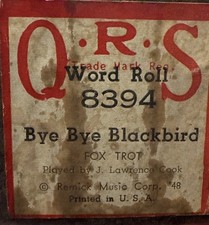 Q·R·S
Trade Mark Reg.
Word Roll
8394
Bye Bye Blackbird
FOX TROT
Played by J. Lawrence Cook
© Remick Music Corp. '48
Printed in U.S.A.